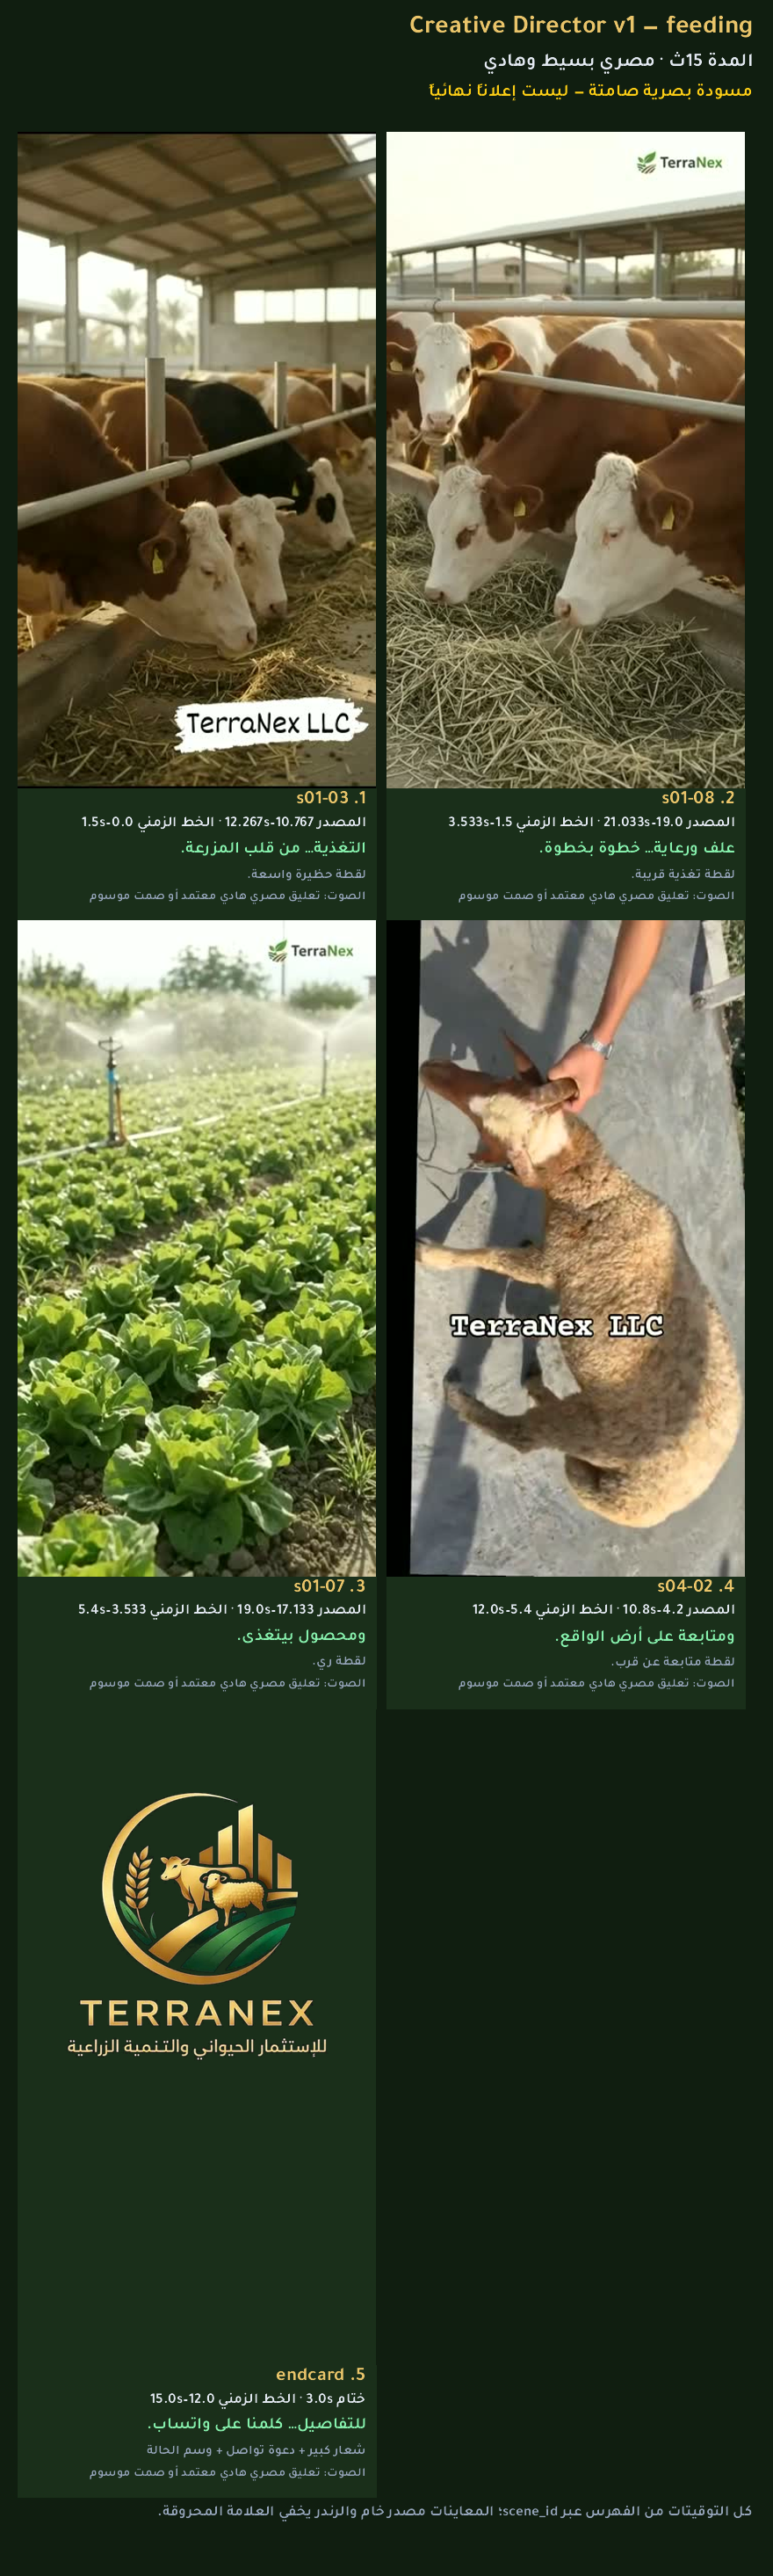 Creative Director v1 – feeding
المدة 15ث · مصري بسيط وهادي
مسودة بصرية صامتة – ليست إعلاناً نهائياً
TerraNex LLC
1. s01-03
المصدر 10.767–12.267s · الخط الزمني 0.0–1.5s
التغذية... من قلب المزرعة.
لقطة حظيرة واسعة.
الصوت: تعليق مصري هادي معتمد أو صمت موسوم
TerraNex
2. s01-08
المصدر 19.0–21.033s · الخط الزمني 1.5–3.533s
علف ورعاية... خطوة بخطوة.
لقطة تغذية قريبة.
الصوت: تعليق مصري هادي معتمد أو صمت موسوم
TerraNex
3. s01-07
المصدر 17.133–19.0s · الخط الزمني 3.533–5.4s
ومحصول بيتغذى.
لقطة ري.
الصوت: تعليق مصري هادي معتمد أو صمت موسوم
TerraNex LLC
4. s04-02
المصدر 4.2–10.8s · الخط الزمني 5.4–12.0s
ومتابعة على أرض الواقع.
لقطة متابعة عن قرب.
الصوت: تعليق مصري هادي معتمد أو صمت موسوم
TERRANEX
للإستثمار الحيواني والتنمية الزراعية
5. endcard
ختام 3.0s · الخط الزمني 12.0–15.0s
للتفاصيل... كلمنا على واتساب.
شعار كبير + دعوة تواصل + وسم الحالة
الصوت: تعليق مصري هادي معتمد أو صمت موسوم
كل التوقيتات من الفهرس عبر scene_id؛ المعاينات مصدر خام والرندر يخفي العلامة المحروقة.